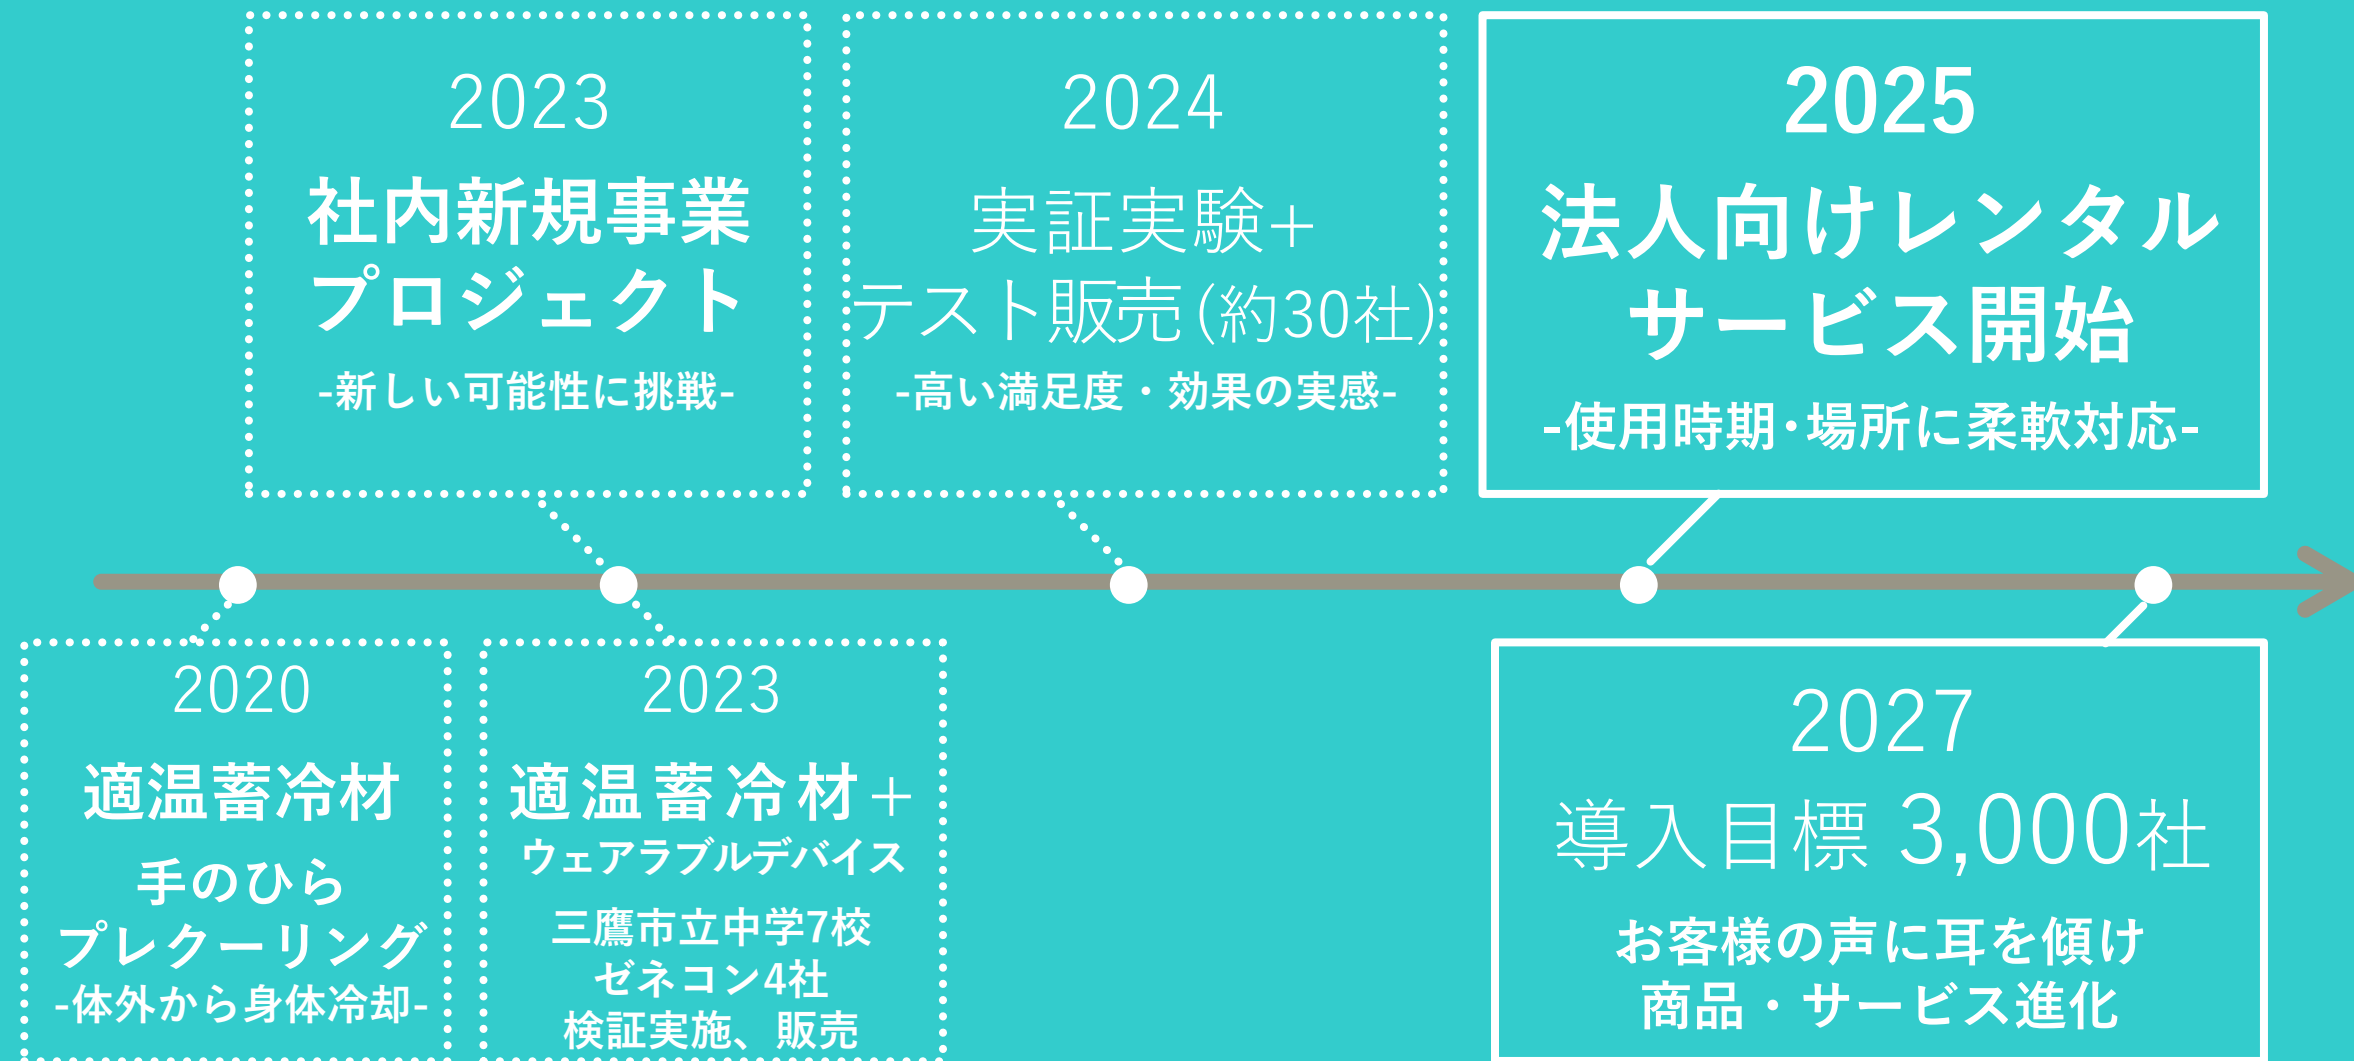 2023
社内新規事業
プロジェクト
-新しい可能性に挑戦-
2024
実証実験+
テスト販売(約30社)
-高い満足度・効果の実感-
2025
法人向けレンタル
サービス開始
-使用時期・場所に柔軟対応-
2020
適温蓄冷材
手のひら
プレクーリング
-体外から身体冷却-
2023
適温蓄冷材+
ウェアラブルデバイス
三鷹市立中学7校
ゼネコン4社
検証実施、販売
2027
導入目標 3,000社
お客様の声に耳を傾け
商品・サービス進化